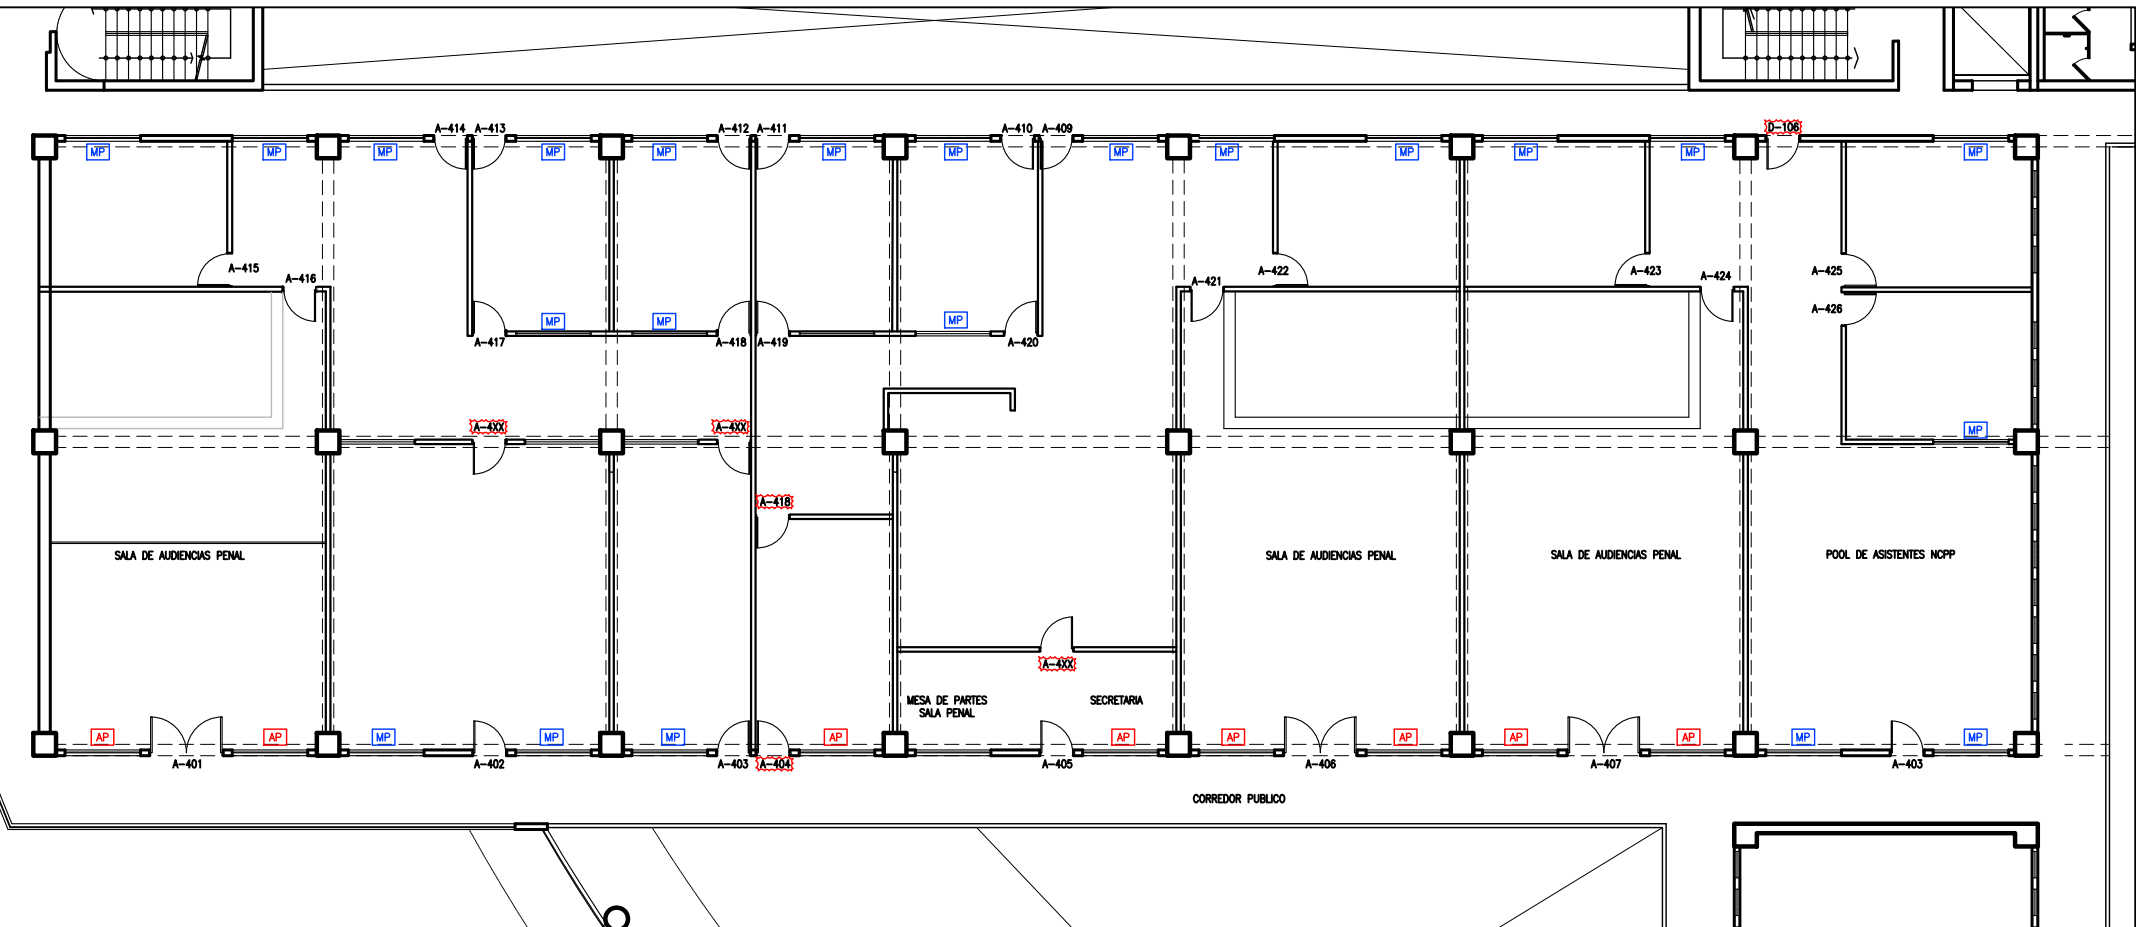 A-414 A-413 A-412 A-411 A-410 A-409 D-106
MP MP MP MP MP MP MP MP MP MP MP MP MP
A-415 A-416 A-421 A-422 A-423 A-424 A-425
A-426
MP MP MP
A-417 A-418 A-419 A-420
A-4XX A-4XX MP
A-418
SALA DE AUDIENCIAS PENAL SALA DE AUDIENCIAS PENAL SALA DE AUDIENCIAS PENAL POOL DE ASISTENTES NCPP
A-4XX
MESA DE PARTES SECRETARIA
SALA PENAL
AP AP MP MP MP AP AP AP AP AP AP MP MP
A-401 A-402 A-403 A-404 A-405 A-406 A-407 A-403
CORREDOR PUBLICO